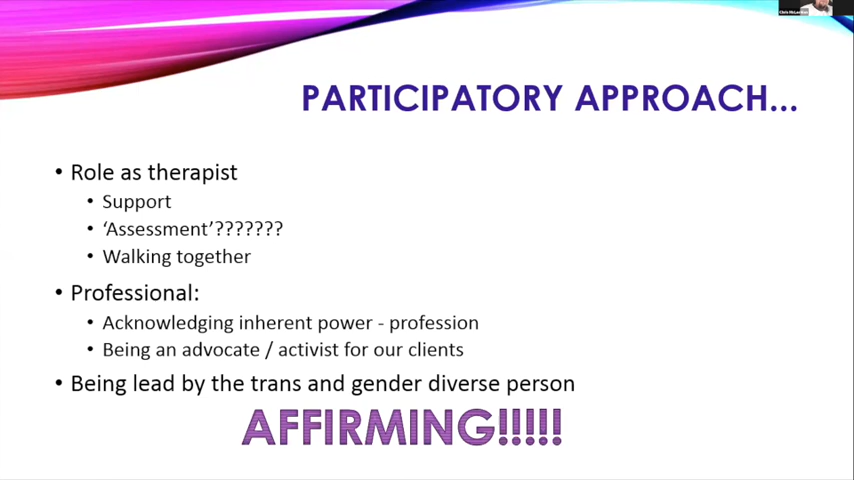 PARTICIPATORY APPROACH...
• Role as therapist
• Support
• ‘Assessment’???????
• Walking together
• Professional:
• Acknowledging inherent power - profession
• Being an advocate / activist for our clients
• Being lead by the trans and gender diverse person
AFFIRMING!!!!!